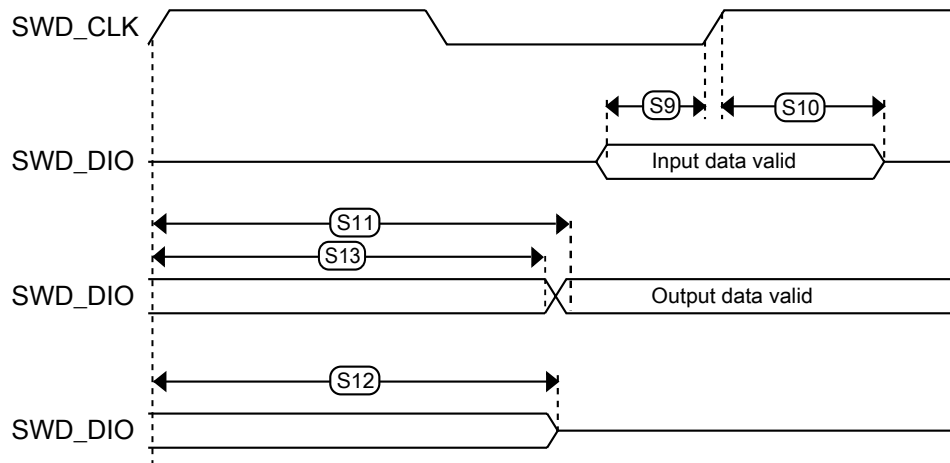 SWD_CLK
S9
S10
SWD_DIO
Input data valid
S11
S13
SWD_DIO
Output data valid
S12
SWD_DIO